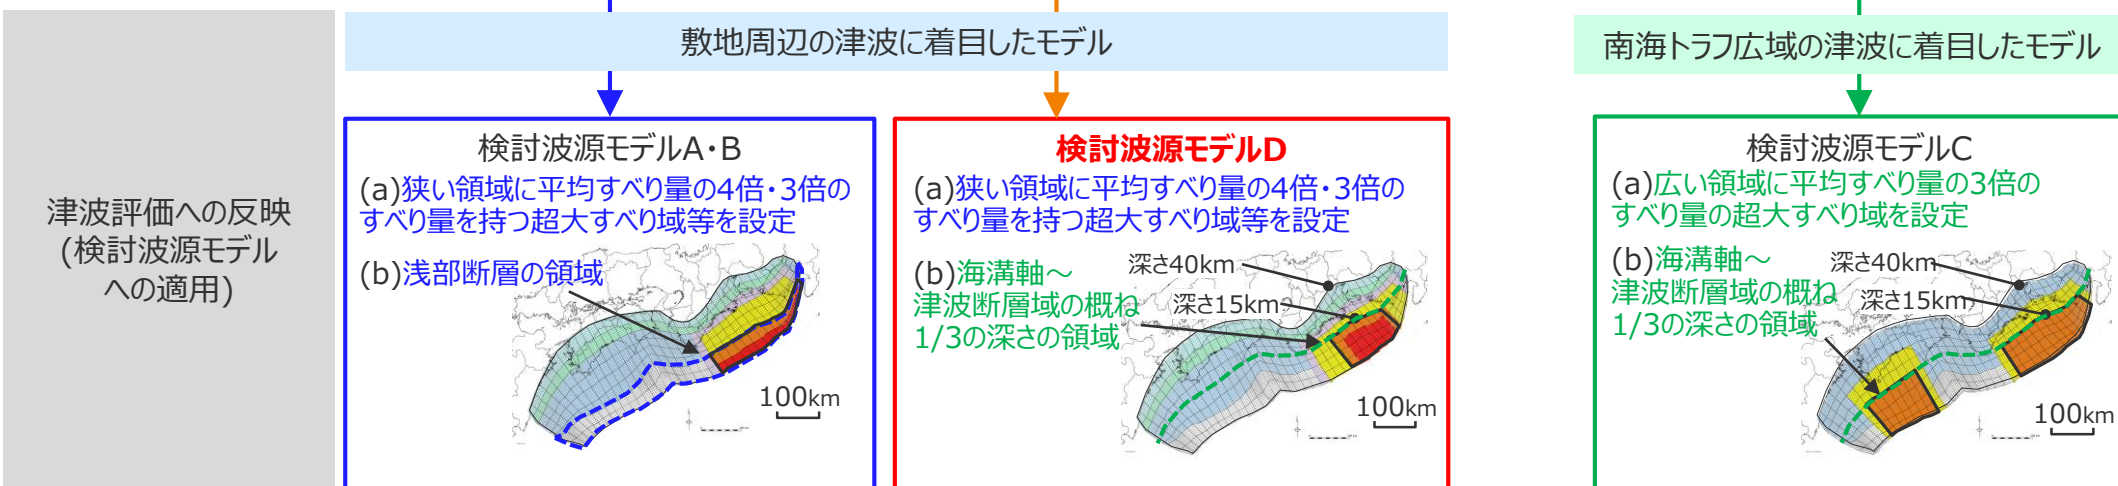 敷地周辺の津波に着目したモデル
南海トラフ広域の津波に着目したモデル
津波評価への反映
(検討波源モデル
への適用)
検討波源モデルA・B
(a)狭い領域に平均すべり量の4倍・3倍の
すべり量を持つ超大すべり域等を設定
(b)浅部断層の領域
100km
検討波源モデルD
(a)狭い領域に平均すべり量の4倍・3倍の
すべり量を持つ超大すべり域等を設定
(b)海溝軸～
津波断層域の概ね
1/3の深さの領域
深さ40km
深さ15km
100km
検討波源モデルC
(a)広い領域に平均すべり量の3倍の
すべり量の超大すべり域を設定
(b)海溝軸～
津波断層域の概ね
1/3の深さの領域
深さ40km
深さ15km
100km